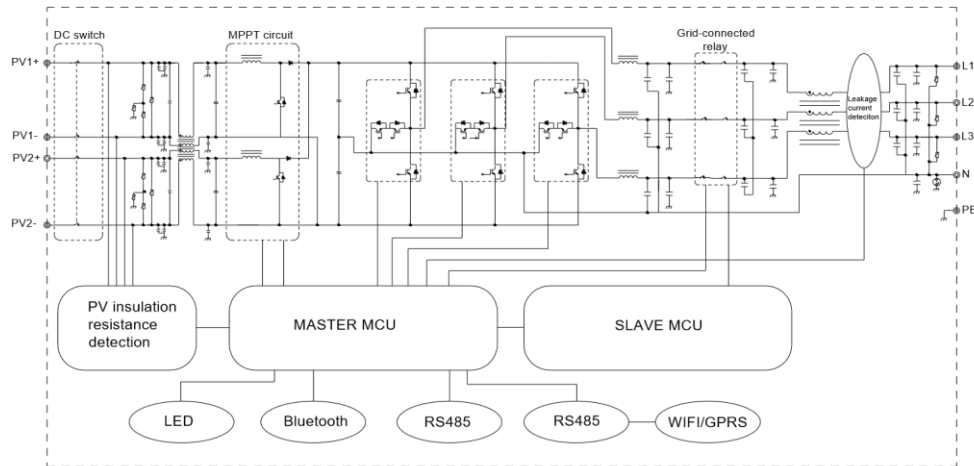 DC switch
MPPT circuit
Grid-connected
relay
PV1+
PV1-
PV2+
PV2-
Leakage
current
deteciton
L1
L2
L3
N
PE
PV insulation
resistance
detection
MASTER MCU
SLAVE MCU
LED
Bluetooth
RS485
RS485
WIFI/GPRS